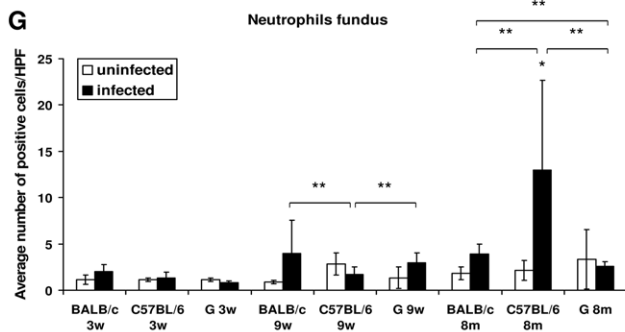 G
Neutrophils fundus
**
** **
*
** **
uninfected
infected
Average number of positive cells/HPF
25
20
15
10
5
0
BALB/c C57BL/6 G 3w BALB/c C57BL/6 G 9w BALB/c C57BL/6 G 8m
3w 3w 9w 9w 8m 8m